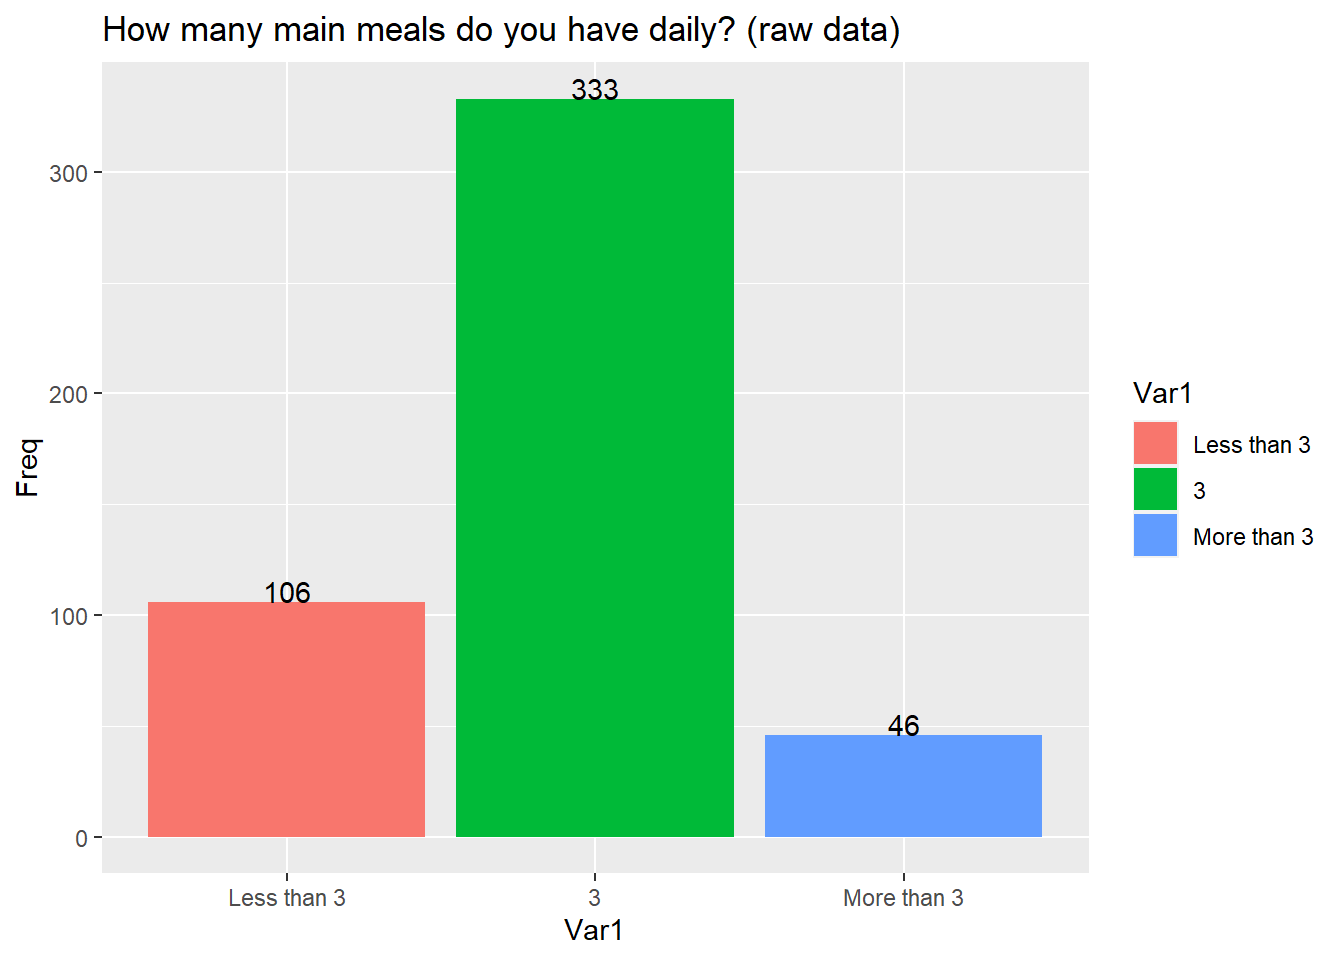 How many main meals do you have daily? (raw data)
333
300
200
Freq
106
100
46
0
Less than 3
3
More than 3
Var1
Var1
Less than 3
3
More than 3